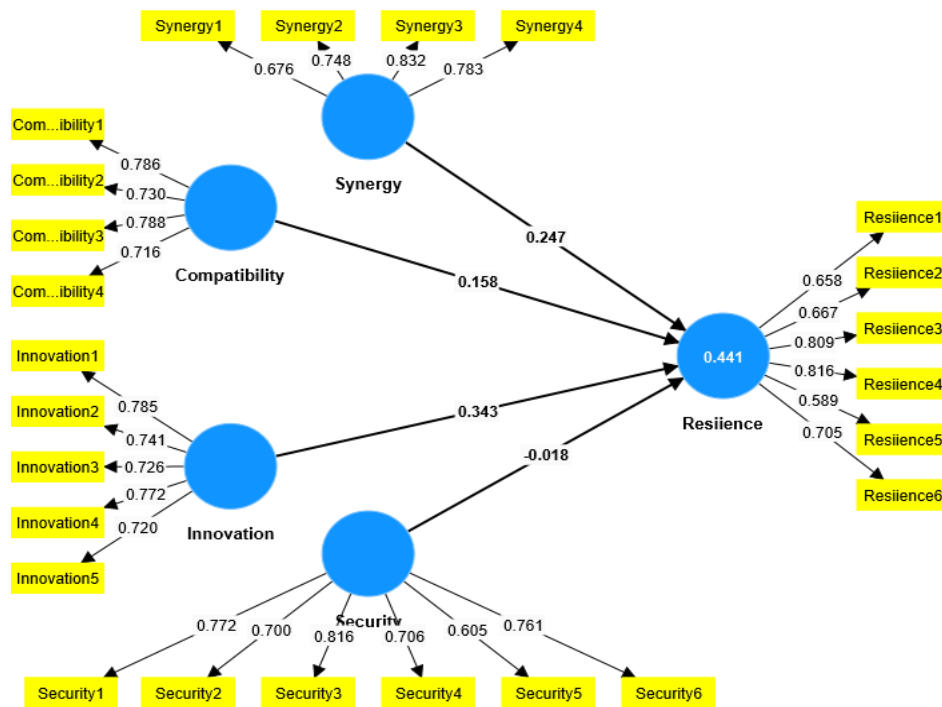 Synergy1
Synergy2
Synergy3
Synergy4
0.676
0.748
0.832
0.783
Synergy
Com...ibility1
Com...ibility2
Com...ibility3
Com...ibility4
0.786
0.730
0.788
0.716
Compatibility
0.247
0.158
Innovation1
Innovation2
Innovation3
Innovation4
Innovation5
0.785
0.741
0.726
0.772
0.720
Innovation
0.343
-0.018
0.441
Resiience
0.658
0.667
0.809
0.816
0.589
0.705
Resiience1
Resiience2
Resiience3
Resiience4
Resiience5
Resiience6
Security
0.772
0.700
0.816
0.706
0.605
0.761
Security1
Security2
Security3
Security4
Security5
Security6